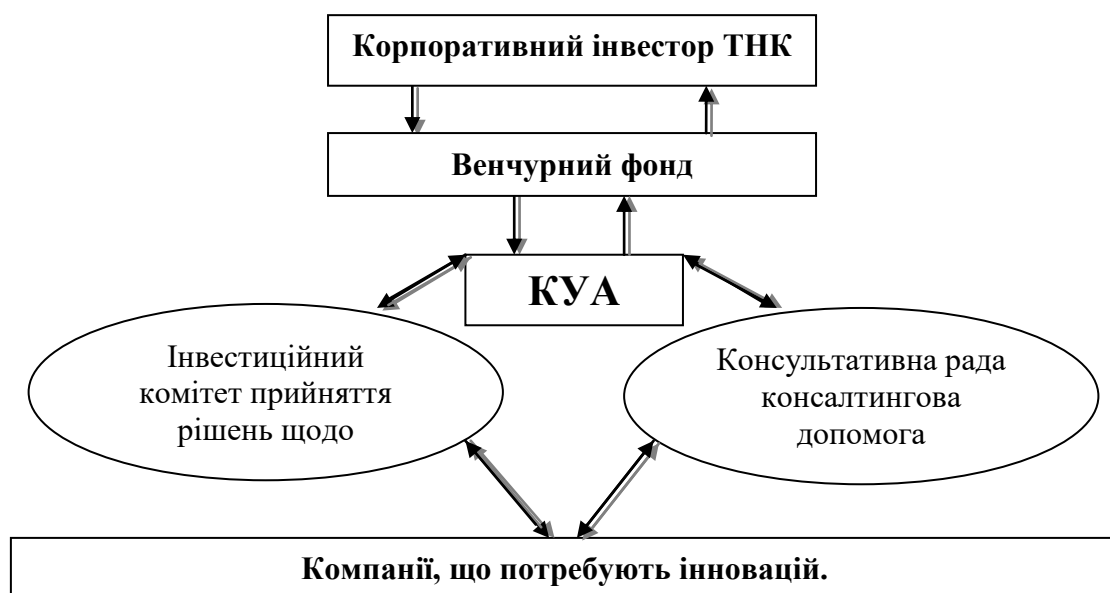 Корпоративний інвестор ТНК
Венчурний фонд
КУА
Інвестиційний
комітет прийняття
рішень щодо
Консультативна рада
консалтингова
допомога
Компанії, що потребують інновацій.